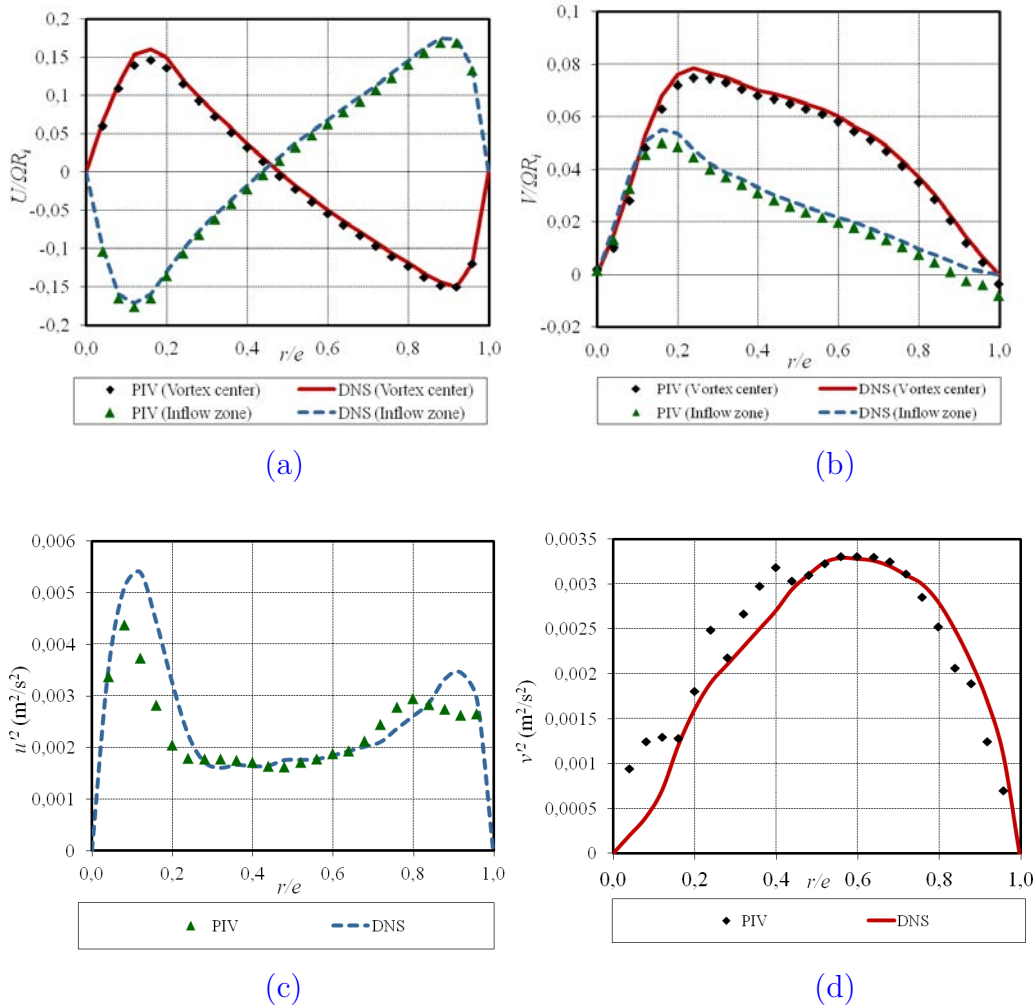 0,2
0,15
0,1
0,05
0
-0,05
-0,1
-0,15
-0,2
U/ΩRᵢ
0,0 0,2 0,4 0,6 0,8 1,0
r/e
PIV (Vortex center) DNS (Vortex center)
PIV (Inflow zone) DNS (Inflow zone)
(a)
0,1
0,08
0,06
0,04
0,02
0
-0,02
V/ΩRᵢ
0,0 0,2 0,4 0,6 0,8 1,0
r/e
PIV (Vortex center) DNS (Vortex center)
PIV (Inflow zone) DNS (Inflow zone)
(b)
0,006
0,005
0,004
0,003
0,002
0,001
0
u'² (m²/s²)
0,0 0,2 0,4 0,6 0,8 1,0
r/e
PIV DNS
(c)
0,0035
0,003
0,0025
0,002
0,0015
0,001
0,0005
0
v'² (m²/s²)
0,0 0,2 0,4 0,6 0,8 1,0
r/e
PIV DNS
(d)